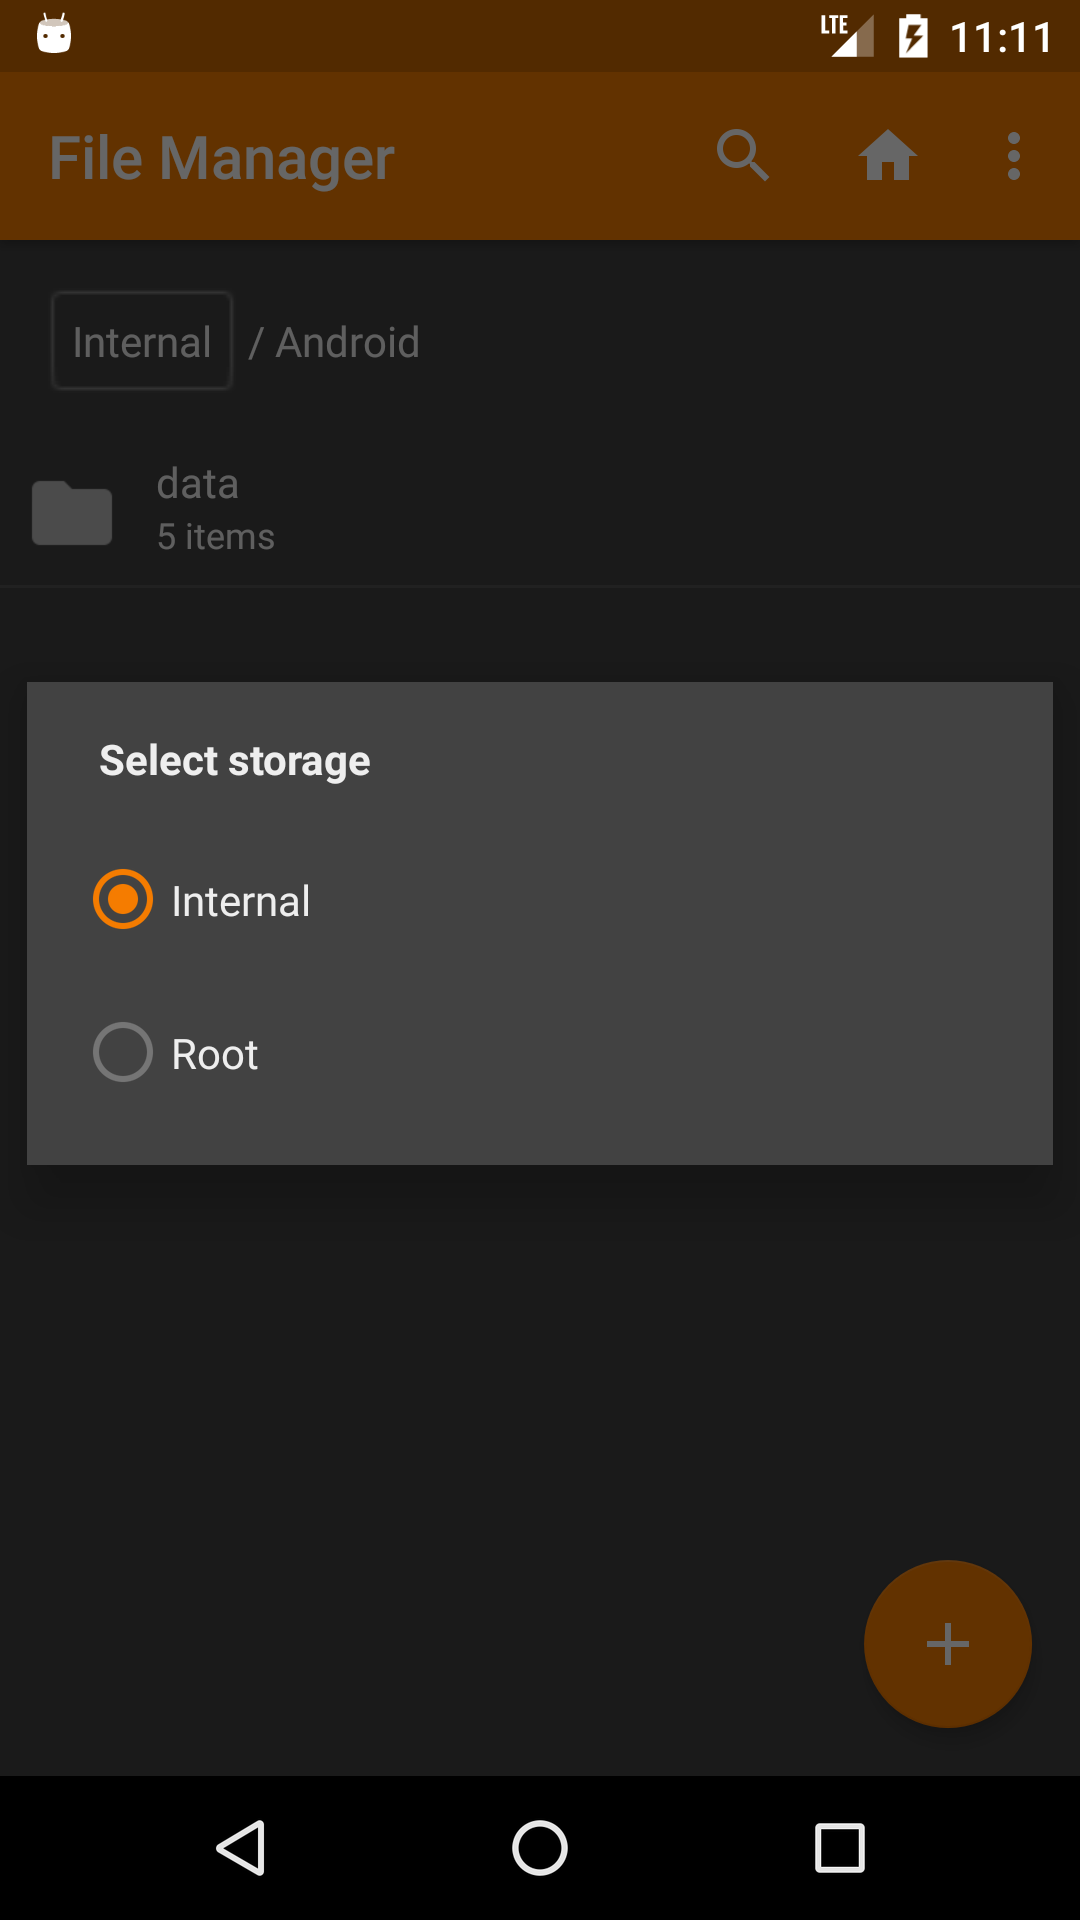 LTE 11:11
File Manager
Internal / Android
data
5 items
Select storage
Internal
Root